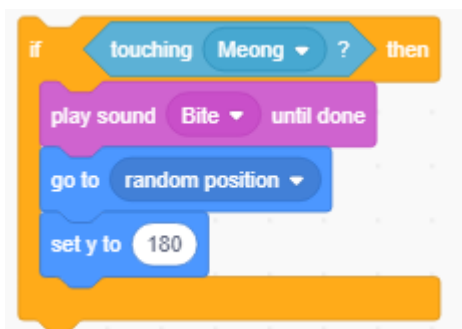 if touching Meong ? then
play sound Bite until done
go to random position
set y to 180